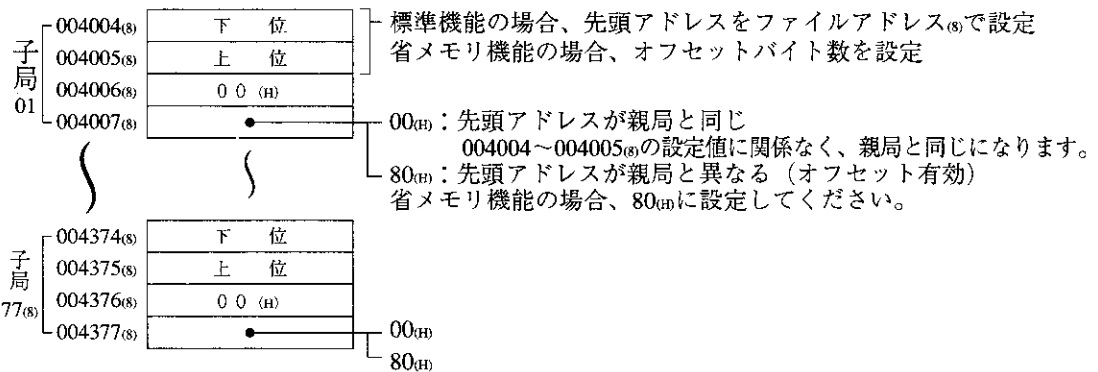 子局01
004004(8) 下位
004005(8) 上位
004006(8) 00(H)
004007(8)
標準機能の場合、先頭アドレスをファイルアドレス(8)で設定
省メモリ機能の場合、オフセットバイト数を設定
00(H)：先頭アドレスが親局と同じ
004004～004005(8)の設定値に関係なく、親局と同じになります。
80(H)：先頭アドレスが親局と異なる（オフセット有効）
省メモリ機能の場合、80(H)に設定してください。
子局77(8)
004374(8) 下位
004375(8) 上位
004376(8) 00(H)
004377(8)
00(H)
80(H)